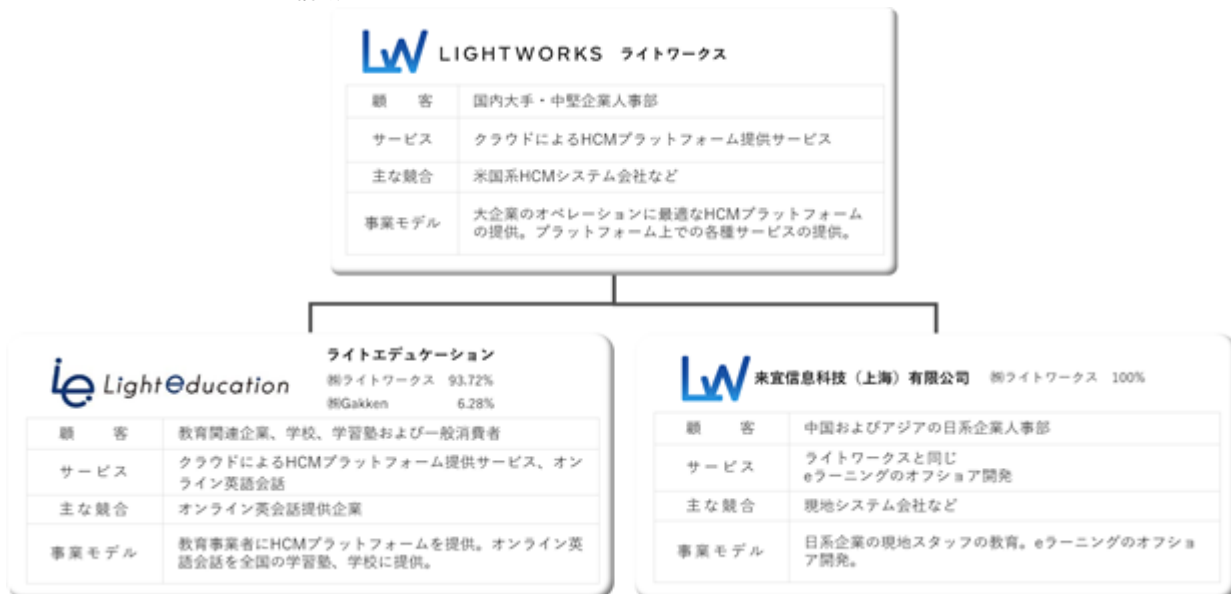 LW LIGHTWORKS ライトワークス
顧 客 国内大手・中堅企業人事部
サービス クラウドによるHCMプラットフォーム提供サービス
主な競合 米国系HCMシステム会社など
事業モデル 大企業のオペレーションに最適なHCMプラットフォーム
の提供。プラットフォーム上での各種サービスの提供。
Le Light education
ライトエデュケーション
㈱ライトワークス 93.72%
㈱Gakken 6.28%
顧 客 教育関連企業、学校、学習塾および一般消費者
サービス クラウドによるHCMプラットフォーム提供サービス、オン
ライン英語会話
主な競合 オンライン英会話提供企業
事業モデル 教育事業者にHCMプラットフォームを提供。オンライン英
語会話を全国の学習塾、学校に提供。
LW 来宜信息科技（上海）有限公司 ㈱ライトワークス 100%
顧 客 中国およびアジアの日系企業人事部
サービス ライトワークスと同じ
eラーニングのオフショア開発
主な競合 現地システム会社など
事業モデル 日系企業の現地スタッフの教育。eラーニングのオフショ
ア開発。